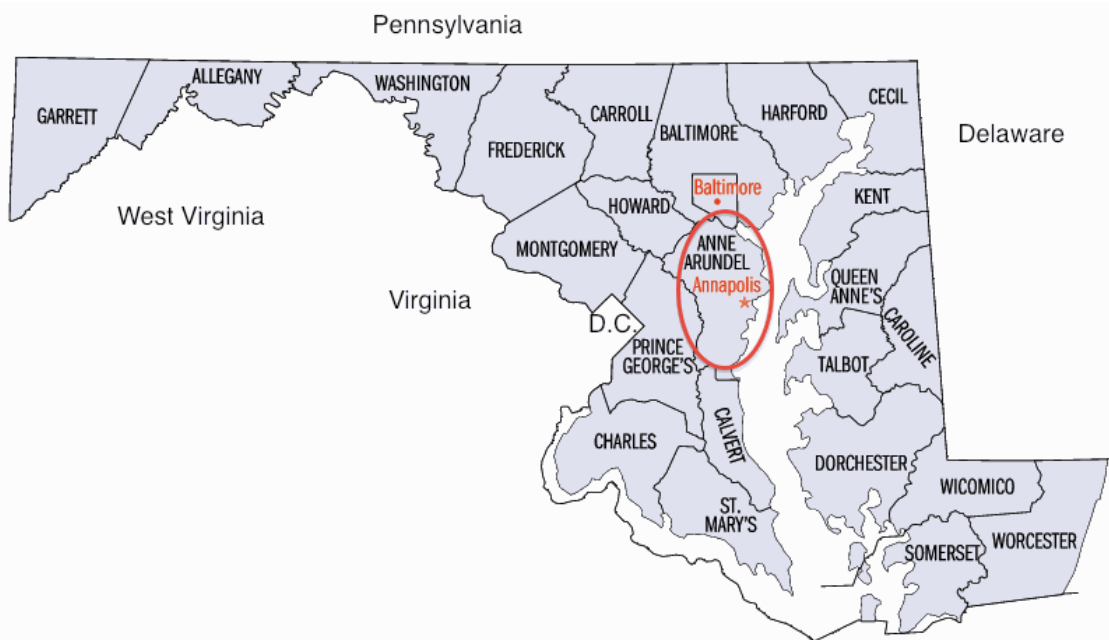 Pennsylvania
GARRETT
ALLEGANY
WASHINGTON
FREDERICK
CARROLL
BALTIMORE
HARFORD
CECIL
Delaware
West Virginia
Baltimore
HOWARD
KENT
MONTGOMERY
ANNE
ARUNDEL
Annapolis
QUEEN
ANNE'S
Virginia
D.C.
CAROLINE
PRINCE
GEORGE'S
TALBOT
CHARLES
CALVERT
DORCHESTER
WICOMICO
ST.
MARY'S
SOMERSET
WORCESTER